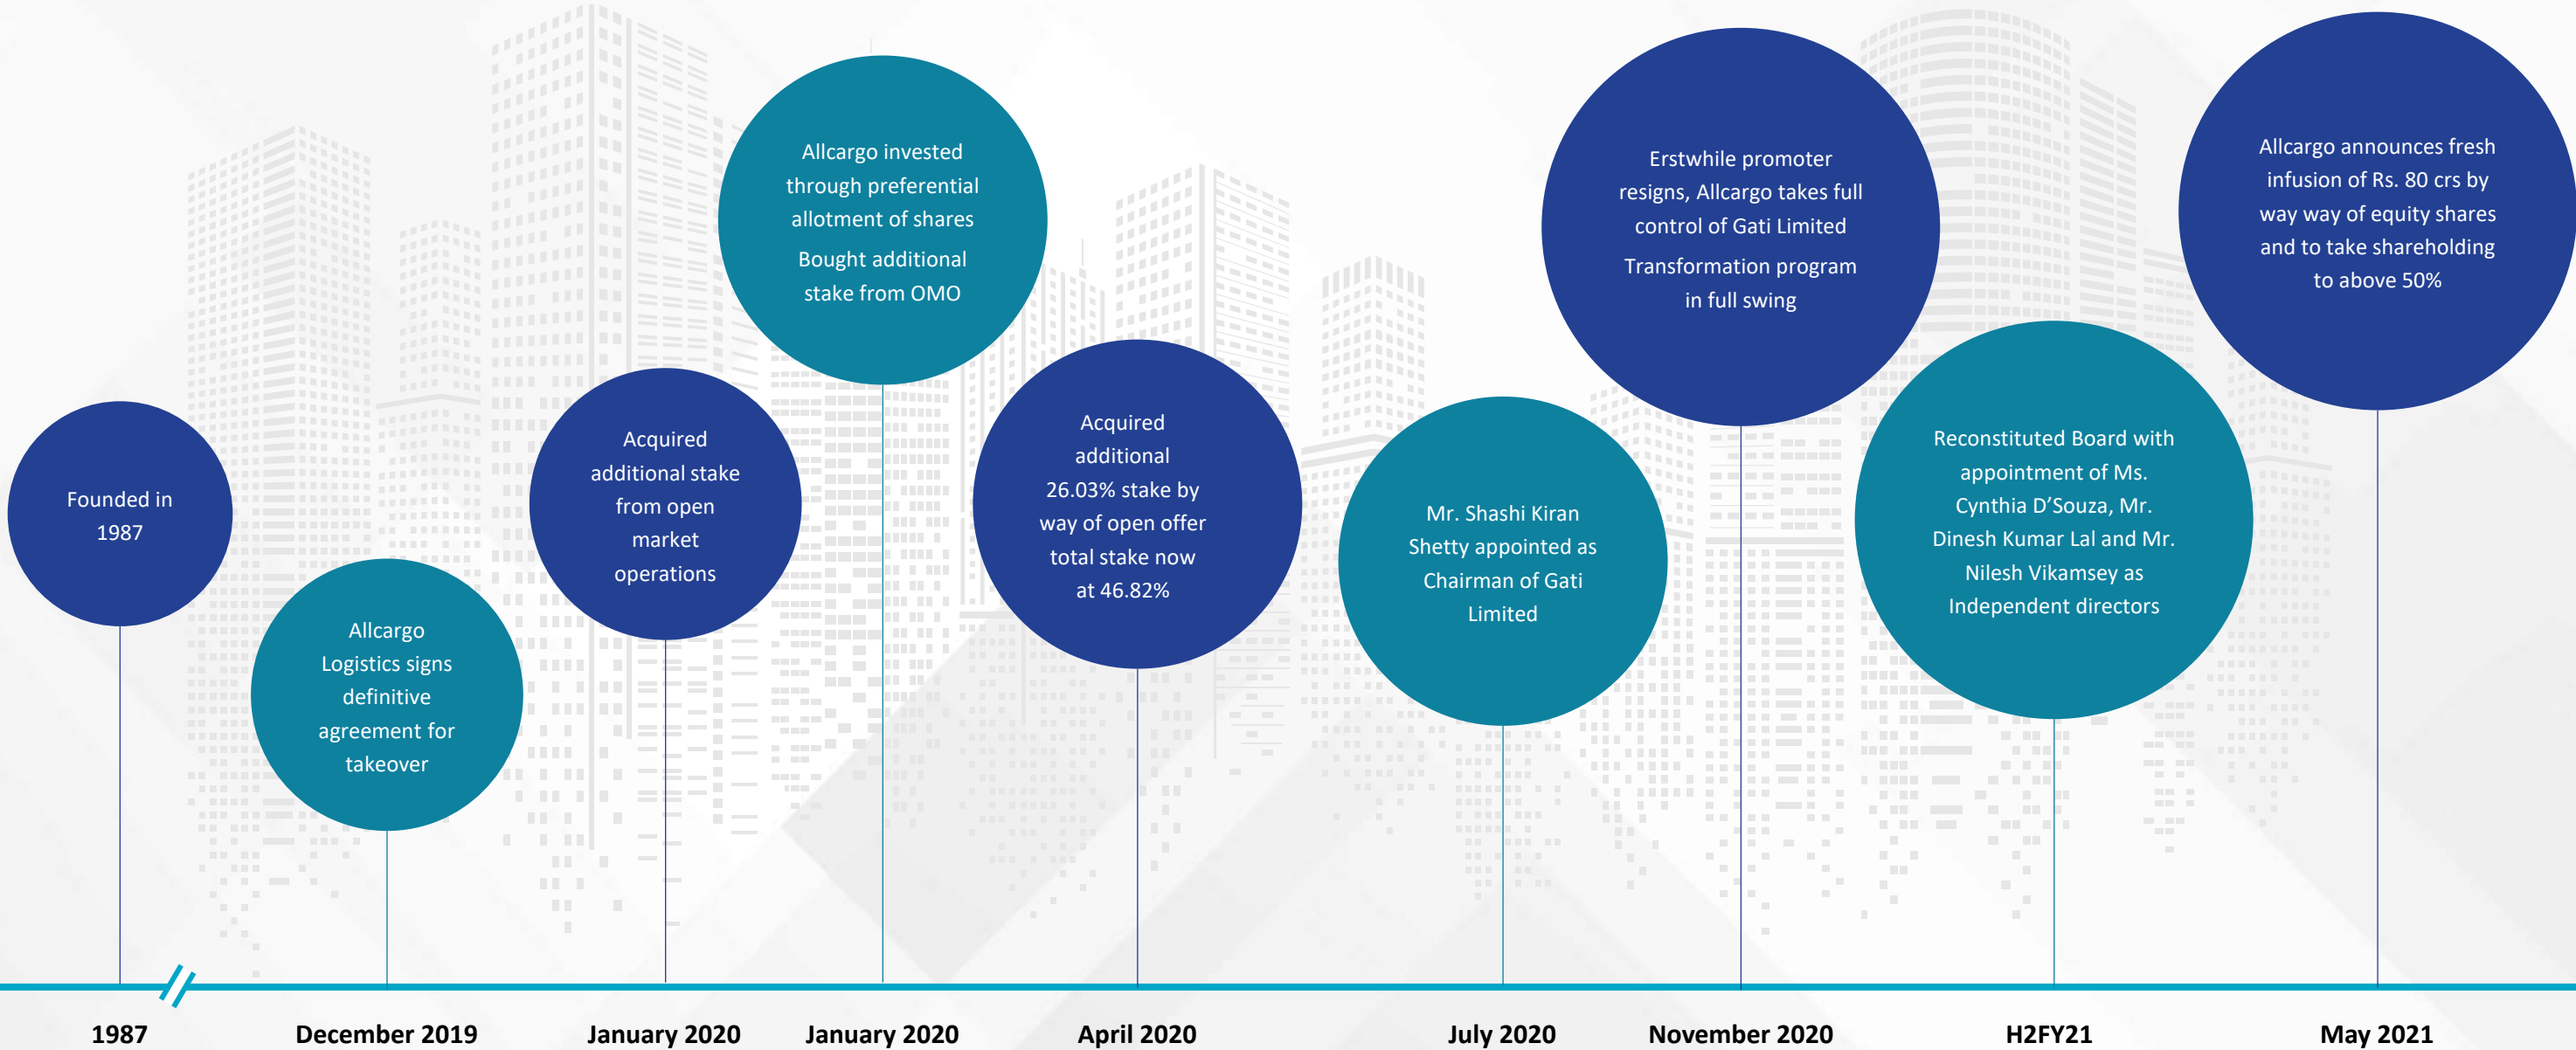 Founded in
1987
Allcargo
Logistics signs
definitive
agreement for
takeover
Acquired
additional stake
from open
market
operations
Allcargo invested
through preferential
allotment of shares
Bought additional
stake from OMO
Acquired
additional
26.03% stake by
way of open offer
total stake now
at 46.82%
Mr. Shashi Kiran
Shetty appointed as
Chairman of Gati
Limited
Erstwhile promoter
resigns, Allcargo takes full
control of Gati Limited
Transformation program
in full swing
Reconstituted Board with
appointment of Ms.
Cynthia D’Souza, Mr.
Dinesh Kumar Lal and Mr.
Nilesh Vikamsey as
Independent directors
Allcargo announces fresh
infusion of Rs. 80 crs by
way way of equity shares
and to take shareholding
to above 50%
1987
December 2019
January 2020
January 2020
April 2020
July 2020
November 2020
H2FY21
May 2021